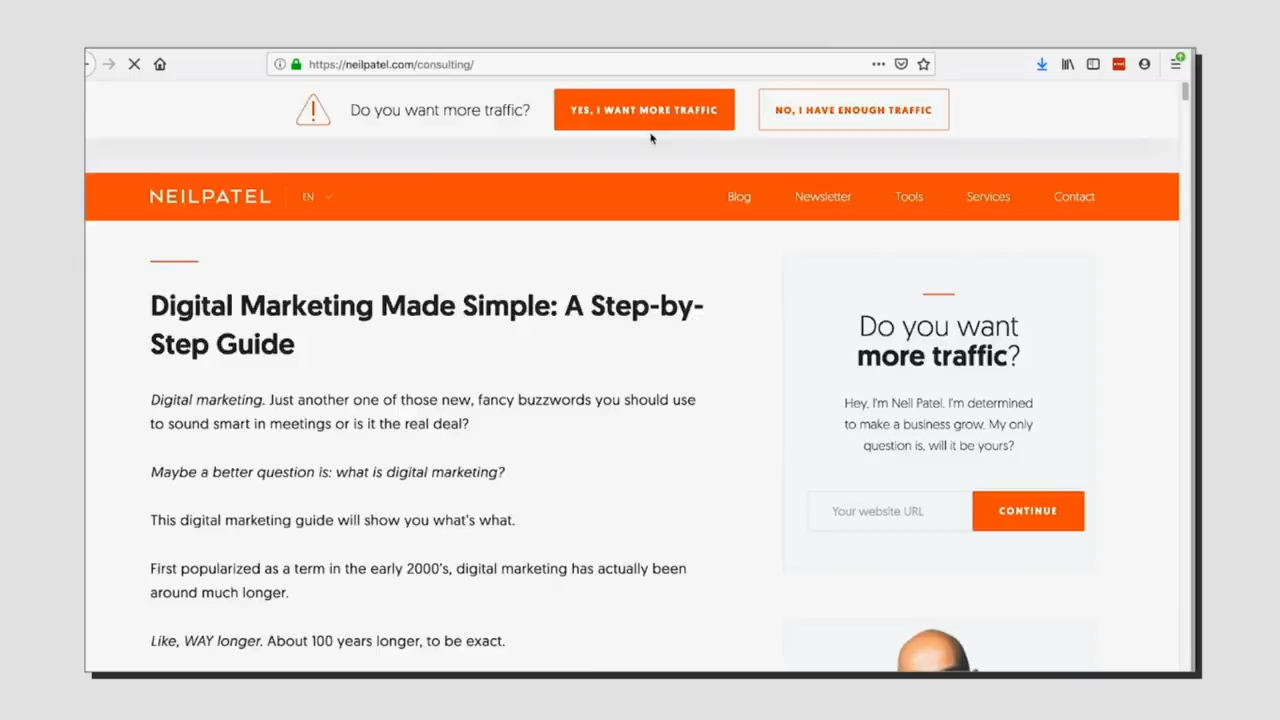 https://neilpatel.com/consulting/
Do you want more traffic?
YES, I WANT MORE TRAFFIC
NO, I HAVE ENOUGH TRAFFIC
NEILPATEL
EN
Blog
Newsletter
Tools
Services
Contact
Digital Marketing Made Simple: A Step-by-
Step Guide
Digital marketing. Just another one of those new, fancy buzzwords you should use
to sound smart in meetings or is it the real deal?
Maybe a better question is: what is digital marketing?
This digital marketing guide will show you what's what.
First popularized as a term in the early 2000's, digital marketing has actually been
around much longer.
Like, WAY longer. About 100 years longer, to be exact.
Do you want
more traffic?
Hey, I'm Neil Patel. I'm determined
to make a business grow. My only
question is, will it be yours?
Your website URL
CONTINUE